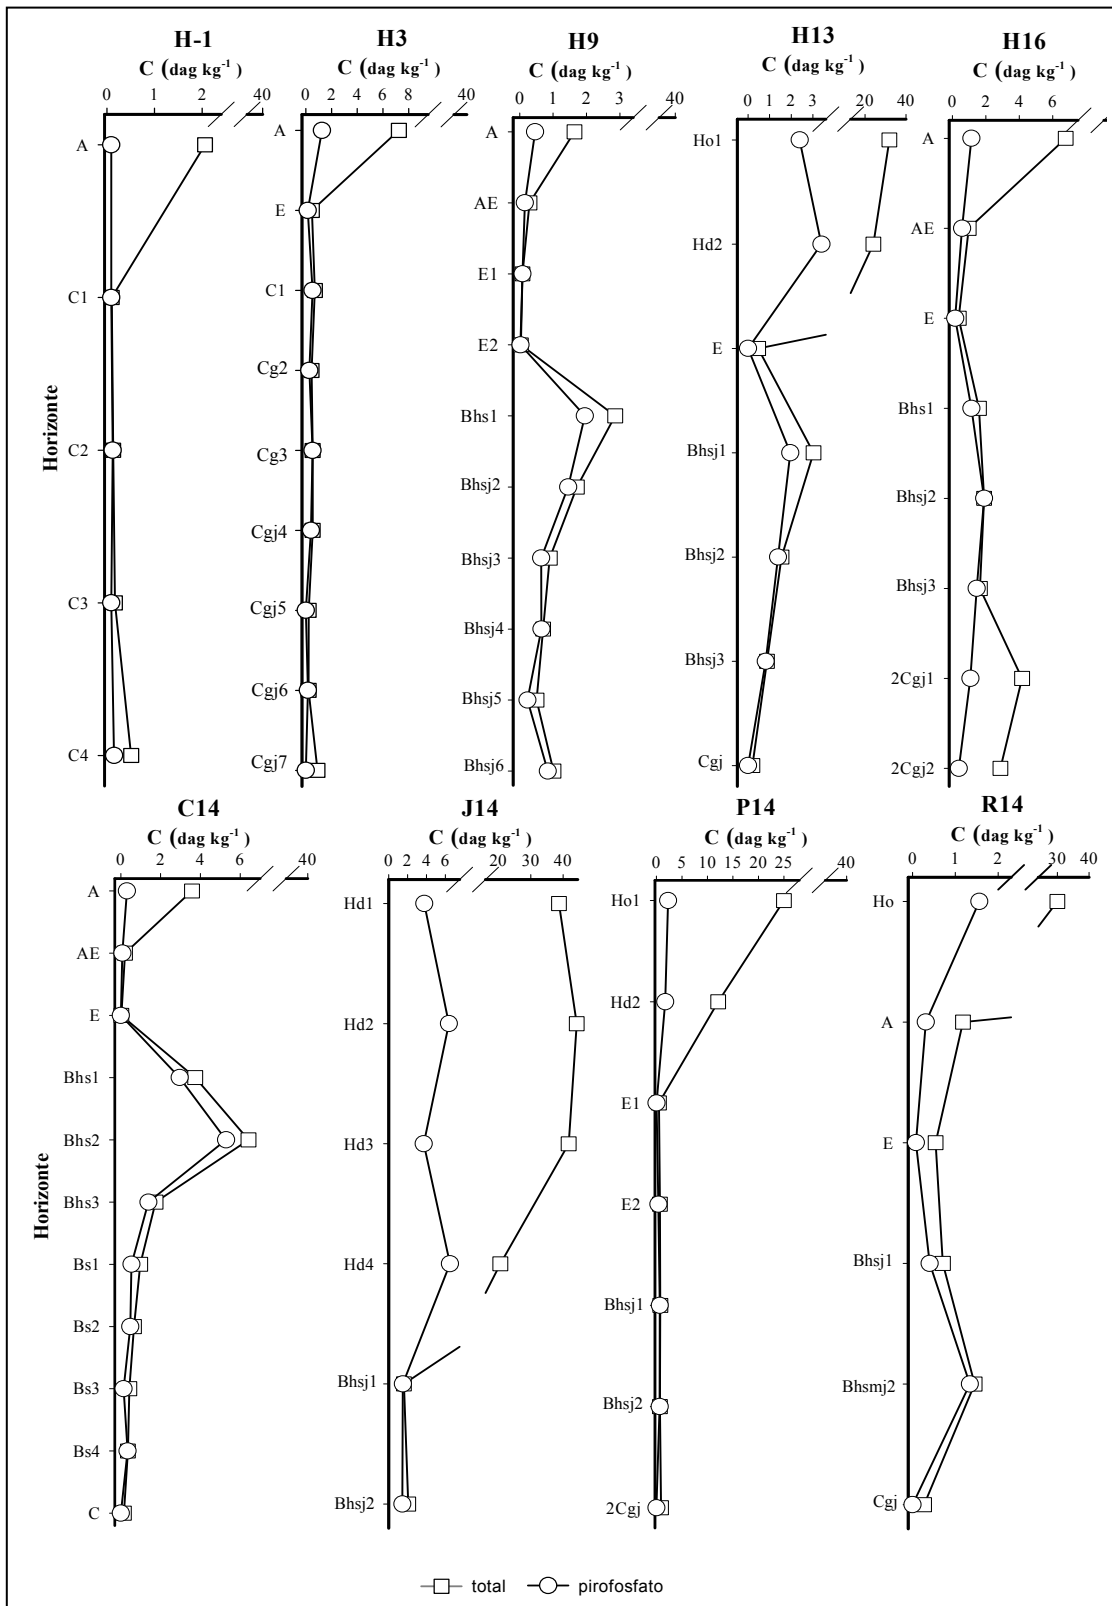 H-1
C (dag kg-1)
0 1 2 40
A
C1
C2
C3
C4
Horizonte
H3
C (dag kg-1)
0 2 4 6 8 40
A
E
C1
Cg2
Cg3
Cgj4
Cgj5
Cgj6
Cgj7
H9
C (dag kg-1)
0 1 2 3 40
A
AE
E1
E2
Bhs1
Bhsj2
Bhsj3
Bhsj4
Bhsj5
Bhsj6
H13
C (dag kg-1)
0 1 2 3 20 40
Ho1
Hd2
E
Bhsj1
Bhsj2
Bhsj3
Cgj
H16
C (dag kg-1)
0 2 4 6
A
AE
E
Bhs1
Bhsj2
Bhsj3
2Cgj1
2Cgj2
C14
C (dag kg-1)
0 2 4 6 40
A
AE
E
Bhs1
Bhs2
Bhs3
Bs1
Bs2
Bs3
Bs4
C
Horizonte
J14
C (dag kg-1)
0 2 4 6 20 30 40
Hd1
Hd2
Hd3
Hd4
Bhsj1
Bhsj2
P14
C (dag kg-1)
0 5 10 15 20 25 40
Ho1
Hd2
E1
E2
Bhsj1
Bhsj2
2Cgj
R14
C (dag kg-1)
0 1 2 30 40
Ho
A
E
Bhsj1
Bhsmj2
Cgj
total pirofosfato